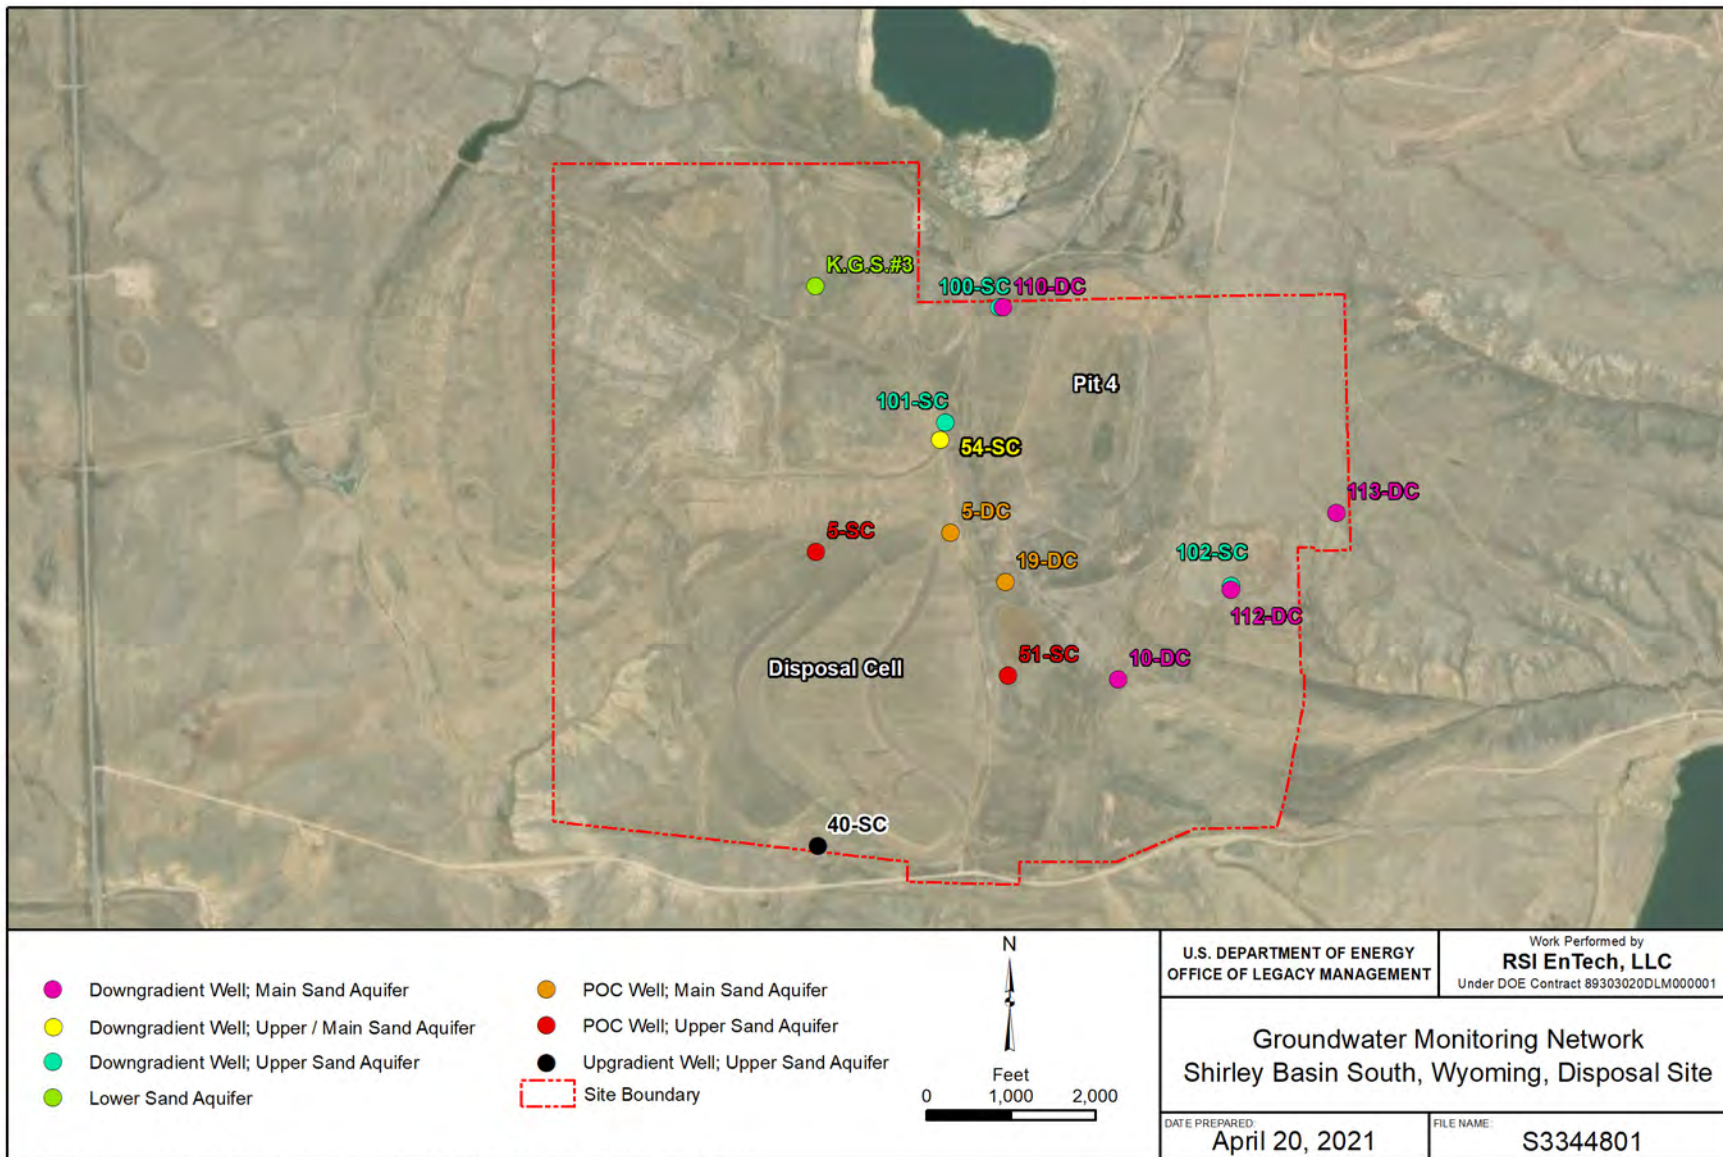 K.G.S.#3
100-SC 110-DC
Pit 4
101-SC
54-SC
113-DC
5-DC
5-SC
102-SC
19-DC
112-DC
51-SC
10-DC
Disposal Cell
40-SC
Downgradient Well; Main Sand Aquifer
Downgradient Well; Upper / Main Sand Aquifer
Downgradient Well; Upper Sand Aquifer
Lower Sand Aquifer
POC Well; Main Sand Aquifer
POC Well; Upper Sand Aquifer
Upgradient Well; Upper Sand Aquifer
Site Boundary
N
Feet
0 1,000 2,000
U.S. DEPARTMENT OF ENERGY
OFFICE OF LEGACY MANAGEMENT
Work Performed by
RSI EnTech, LLC
Under DOE Contract 89303020DLM000001
Groundwater Monitoring Network
Shirley Basin South, Wyoming, Disposal Site
DATE PREPARED:
April 20, 2021
FILE NAME:
S3344801